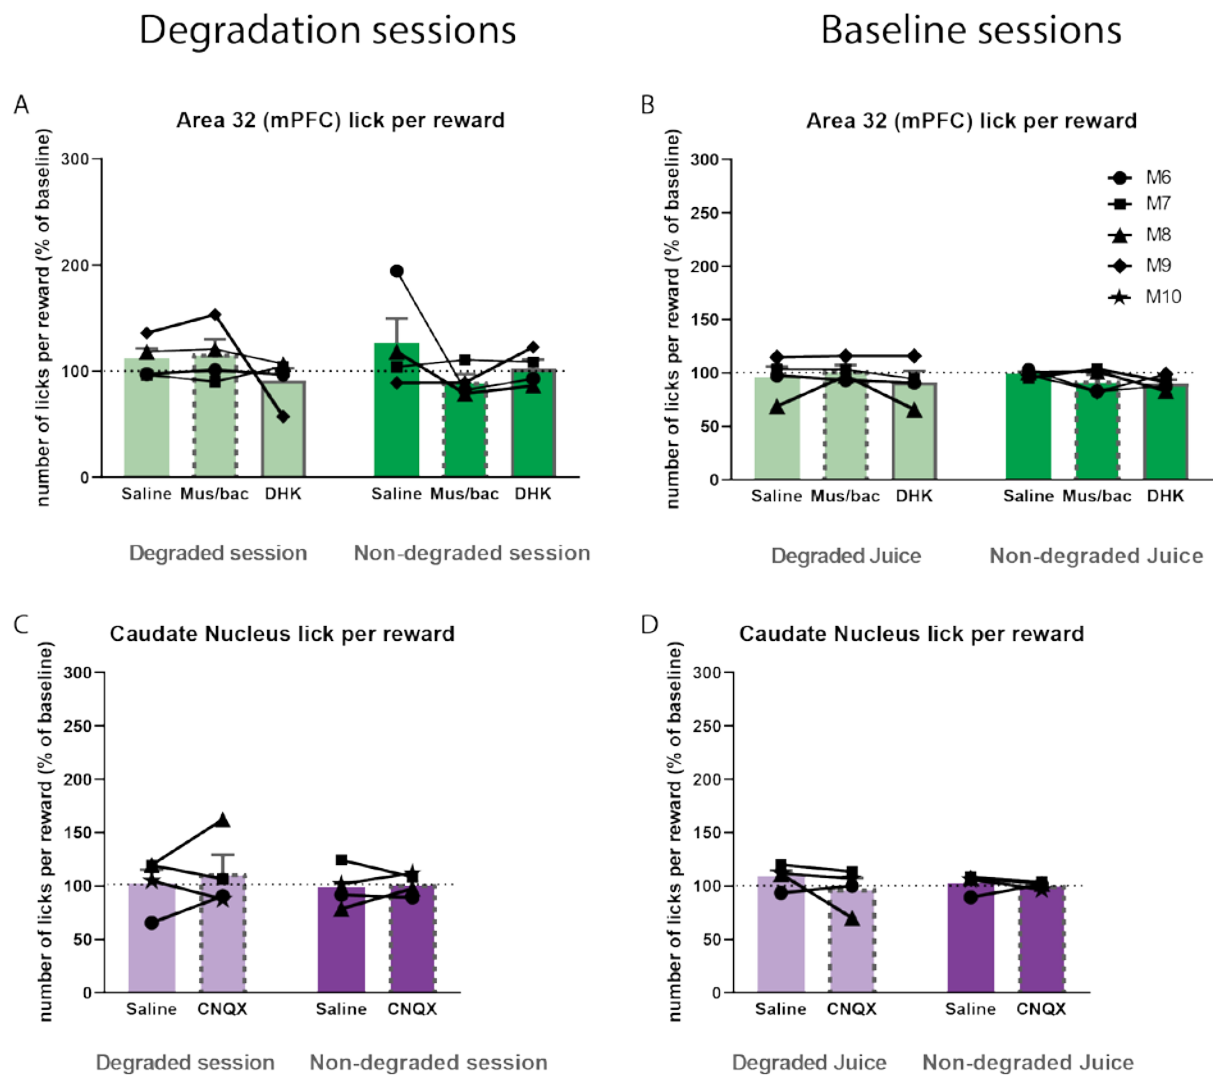 Degradation sessions
Baseline sessions
A
Area 32 (mPFC) lick per reward
number of licks per reward (% of baseline)
300
200
100
0
Saline Mus/bac DHK
Saline Mus/bac DHK
Degraded session
Non-degraded session
B
Area 32 (mPFC) lick per reward
number of licks per reward (% of baseline)
300
250
200
150
100
50
0
M6
M7
M8
M9
M10
Saline Mus/bac DHK
Saline Mus/bac DHK
Degraded Juice
Non-degraded Juice
C
Caudate Nucleus lick per reward
number of licks per reward (% of baseline)
300
250
200
150
100
50
0
Saline CNQX
Saline CNQX
Degraded session
Non-degraded session
D
Caudate Nucleus lick per reward
number of licks per reward (% of baseline)
300
250
200
150
100
50
0
Saline CNQX
Saline CNQX
Degraded Juice
Non-degraded Juice